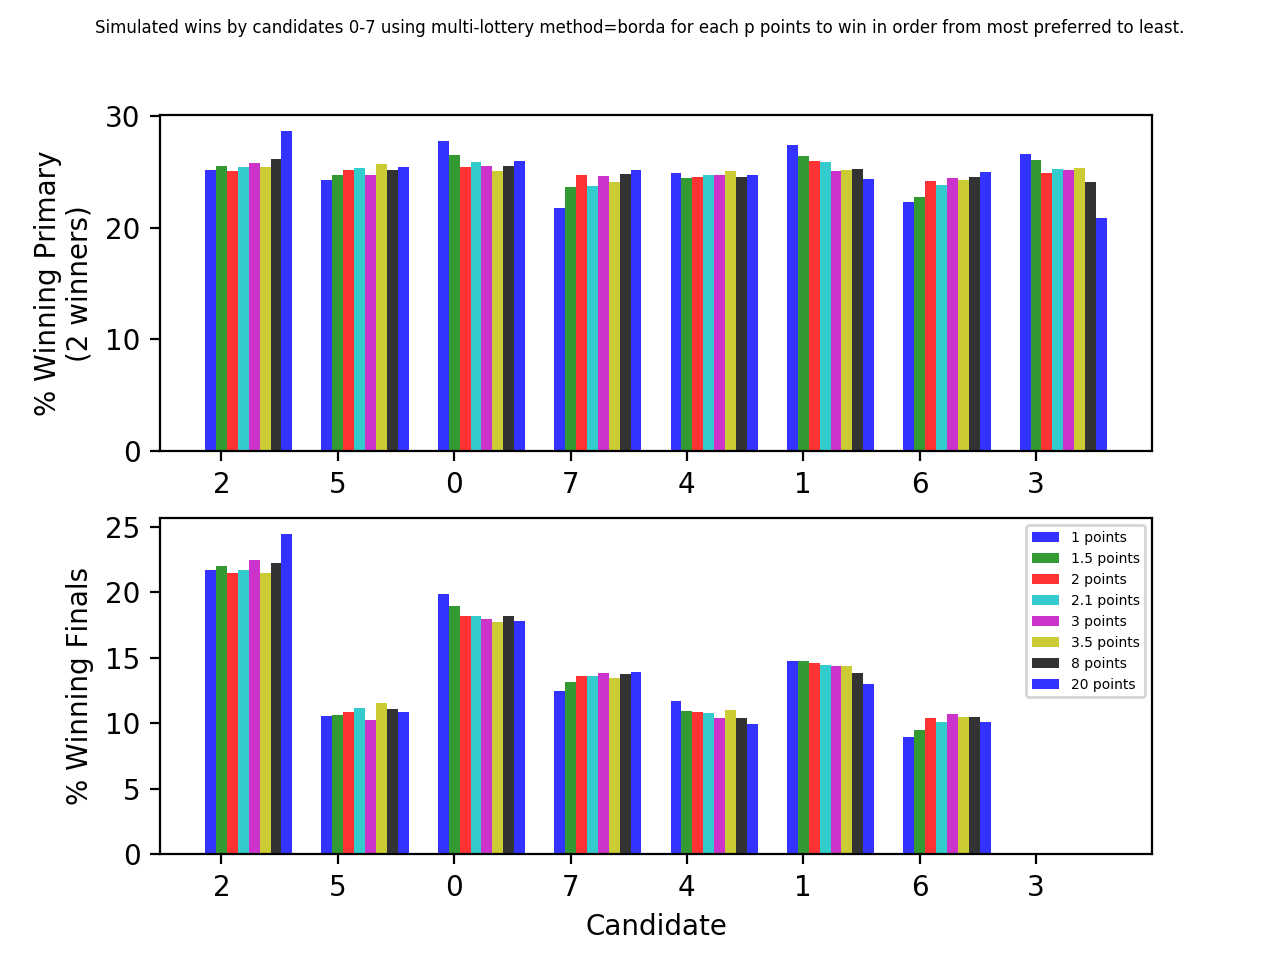 Simulated wins by candidates 0-7 using multi-lottery method=borda for each p points to win in order from most preferred to least.
% Winning Primary
(2 winners)
30
20
10
0
2 5 0 7 4 1 6 3
% Winning Finals
25
20
15
10
5
0
1 points
1.5 points
2 points
2.1 points
3 points
3.5 points
8 points
20 points
2 5 0 7 4 1 6 3
Candidate